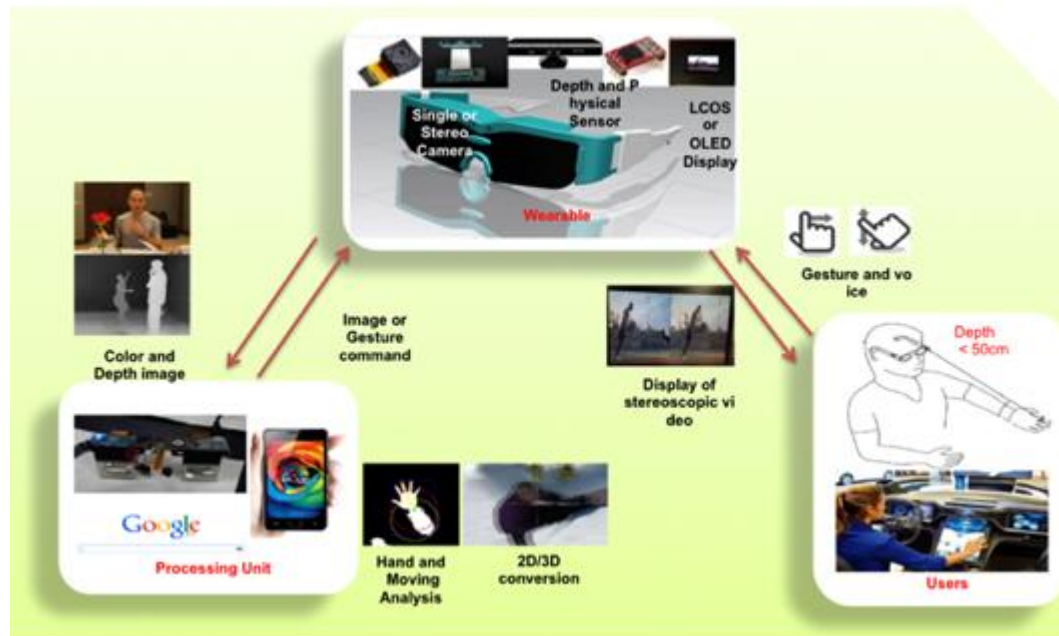 Depth and P
hysical
Sensor
LCOS
or
OLED
Display
Single or
Stereo
Camera
Wearable
Gesture and vo
ice
Image or
Gesture
command
Color and
Depth image
Display of
stereoscopic vi
deo
Depth
< 50cm
Google
Processing Unit
Hand and
Moving
Analysis
2D/3D
conversion
Users